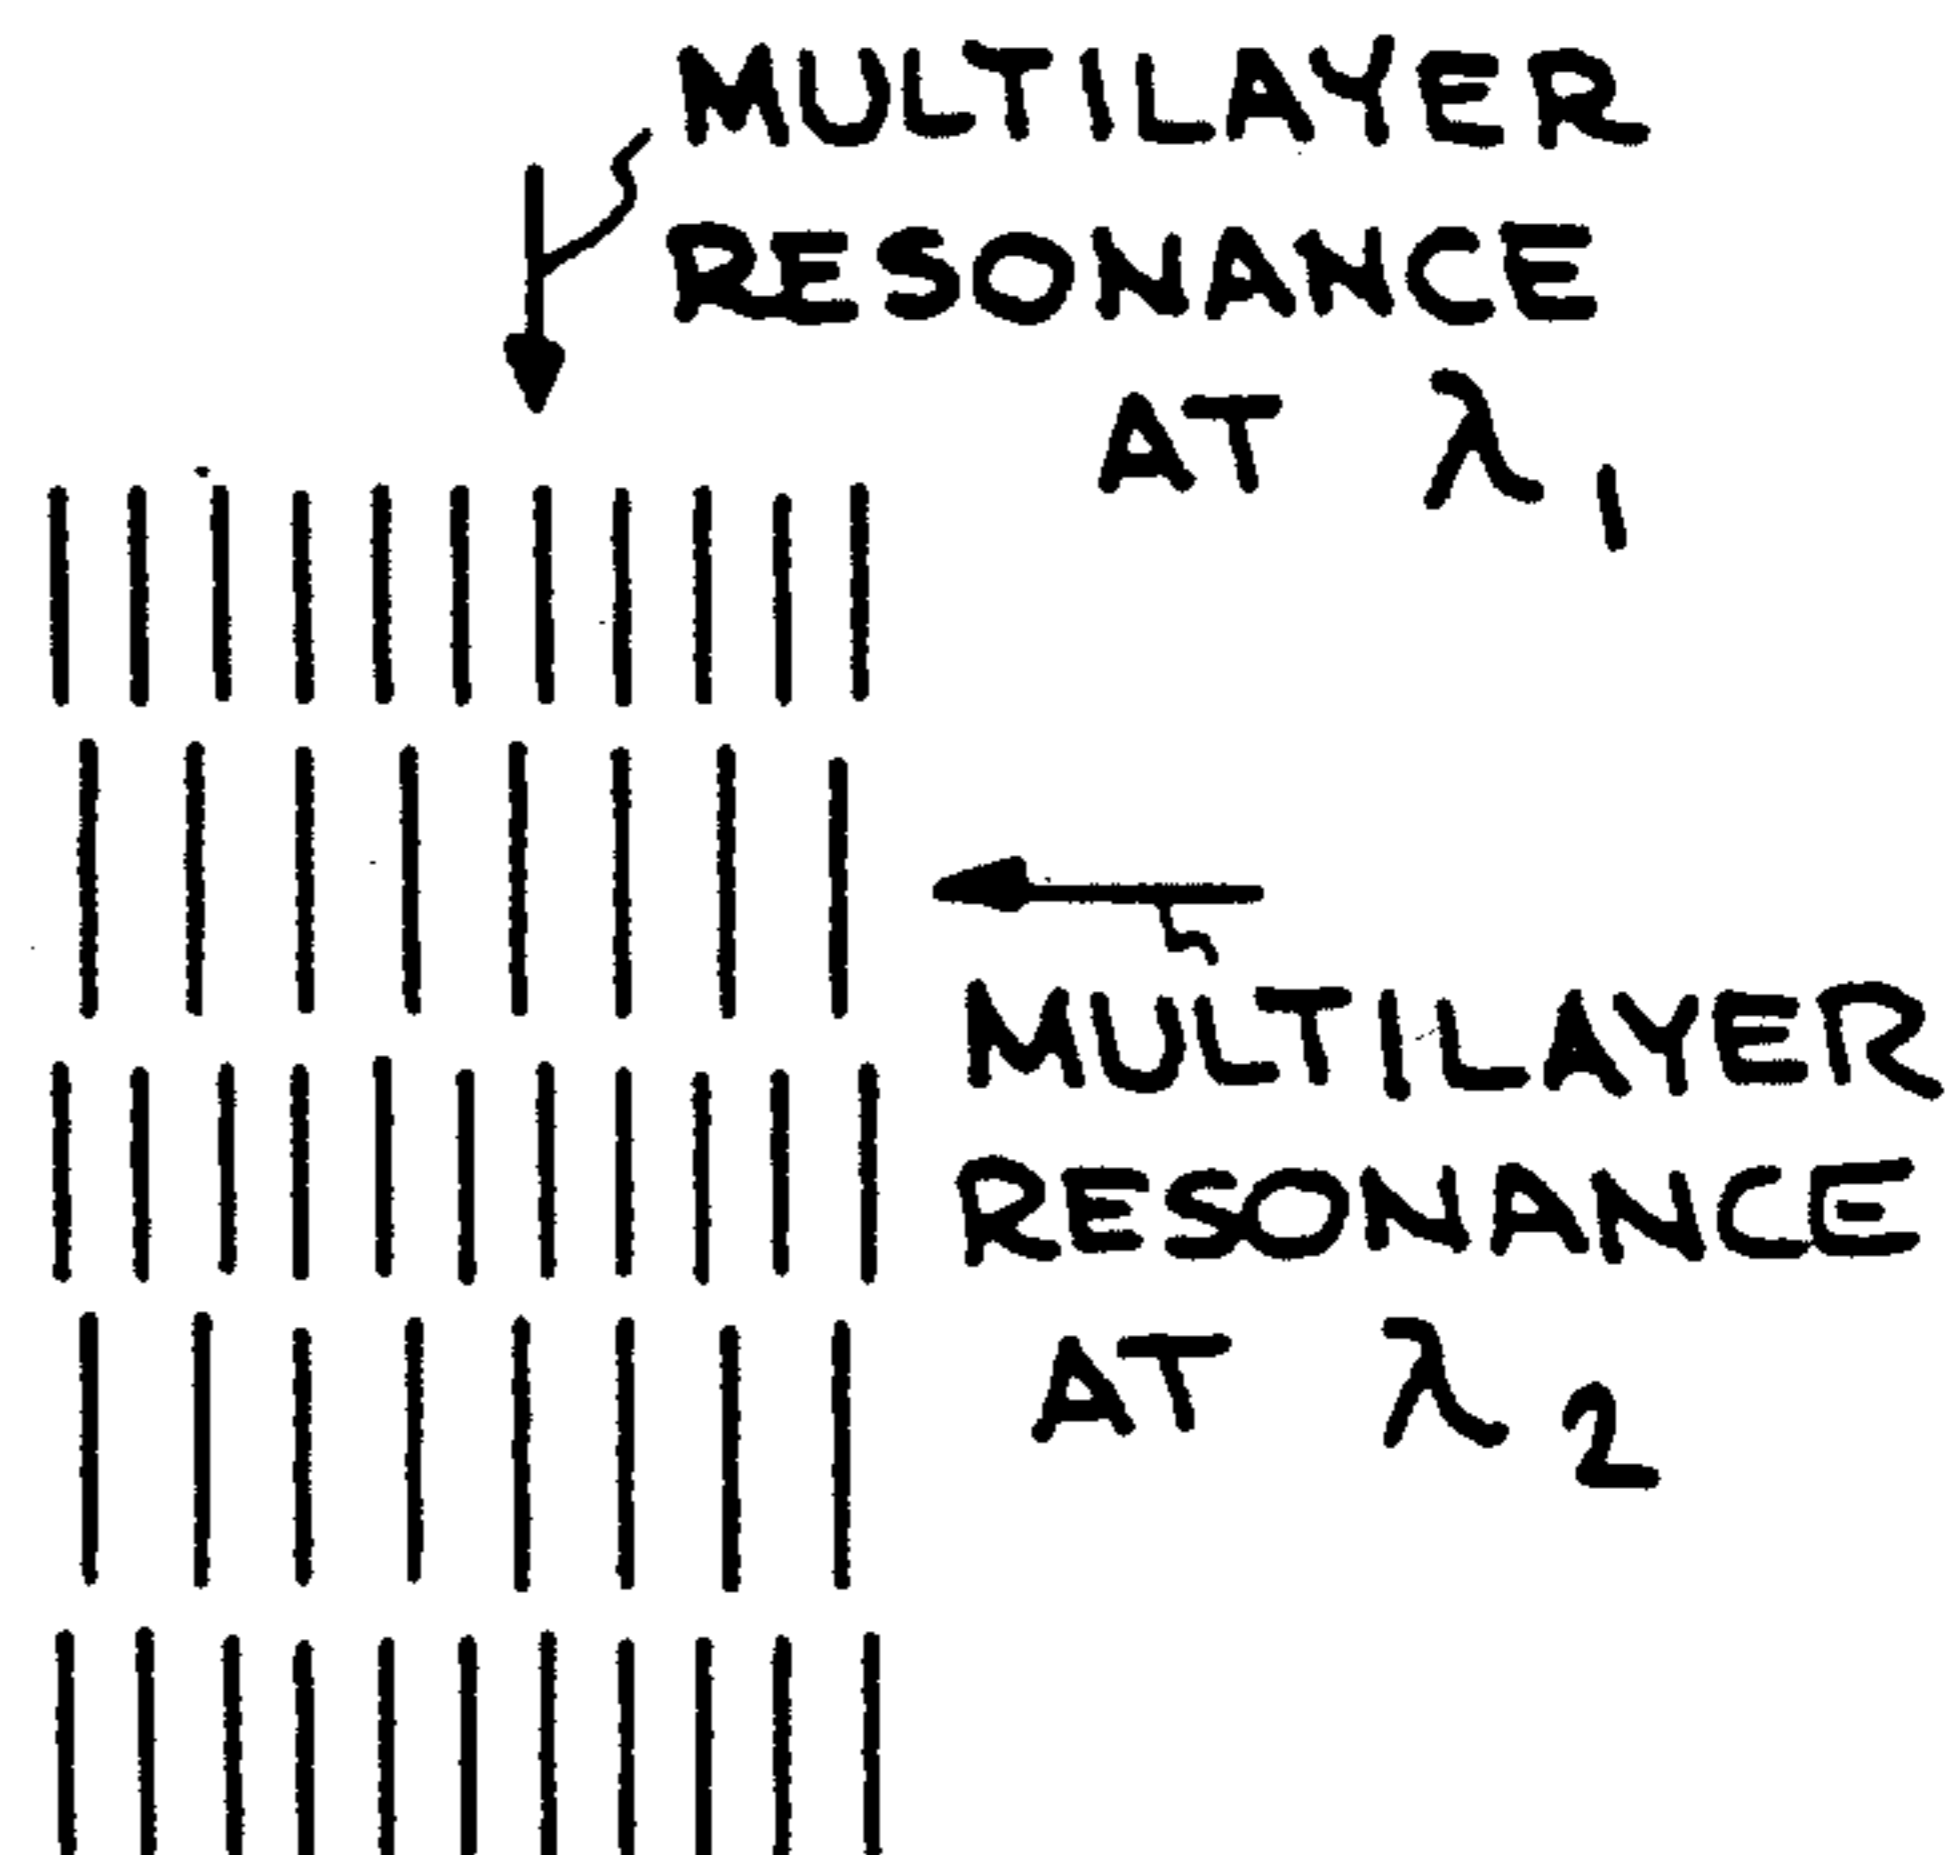 MULTILAYER
RESONANCE
AT λ1
MULTILAYER
RESONANCE
AT λ2